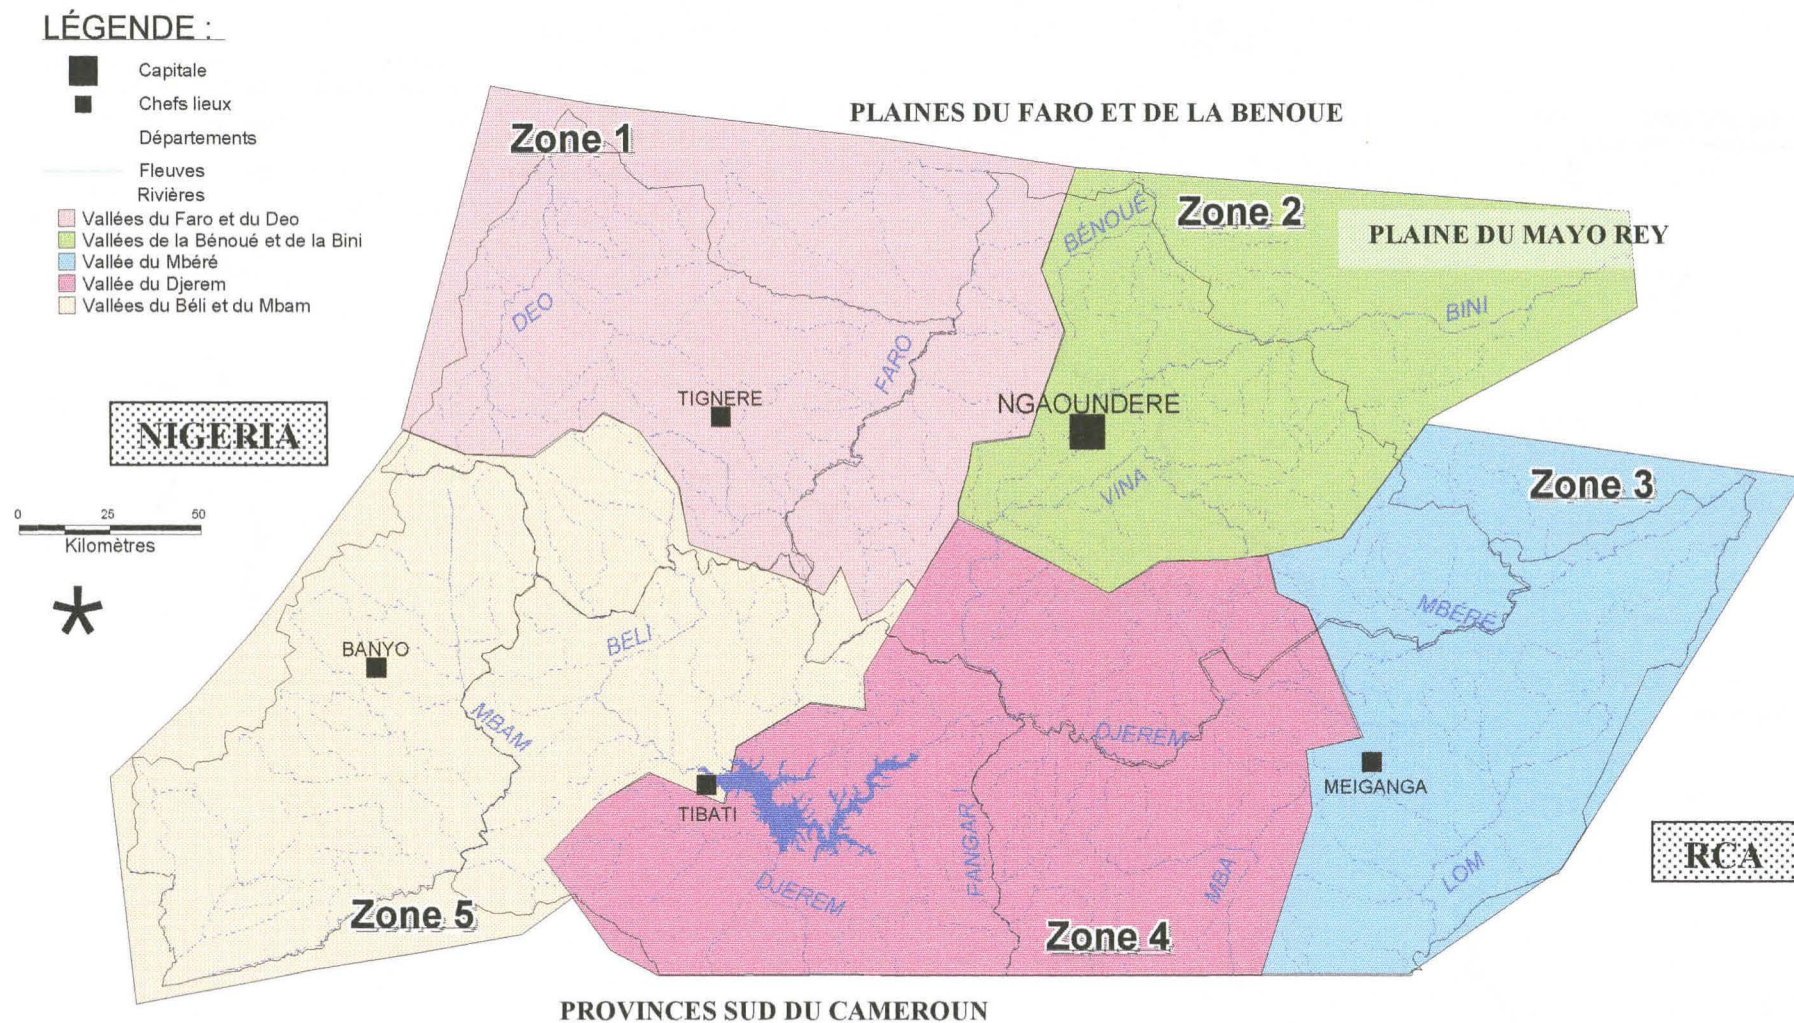 LÉGENDE :
Capitale
Chefs lieux
Départements
Fleuves
Rivières
Vallées du Faro et du Deo
Vallées de la Bénoué et de la Bini
Vallée du Mbéré
Vallée du Djerem
Vallées du Béli et du Mbam
PLAINES DU FARO ET DE LA BENOUE
Zone 1
Zone 2
BÉNOUÉ
PLAINE DU MAYO REY
DEO
BINI
FARO
TIGNERE
NGAOUNDERE
NIGERIA
VINA
Zone 3
0 25 50
Kilomètres
*
MBÉRÉ
BELI
BANYO
MBAM
DJEREM
TIBATI
MEIGANGA
FANGAR
MBA
LOM
RCA
DJEREM
Zone 5
Zone 4
PROVINCES SUD DU CAMEROUN